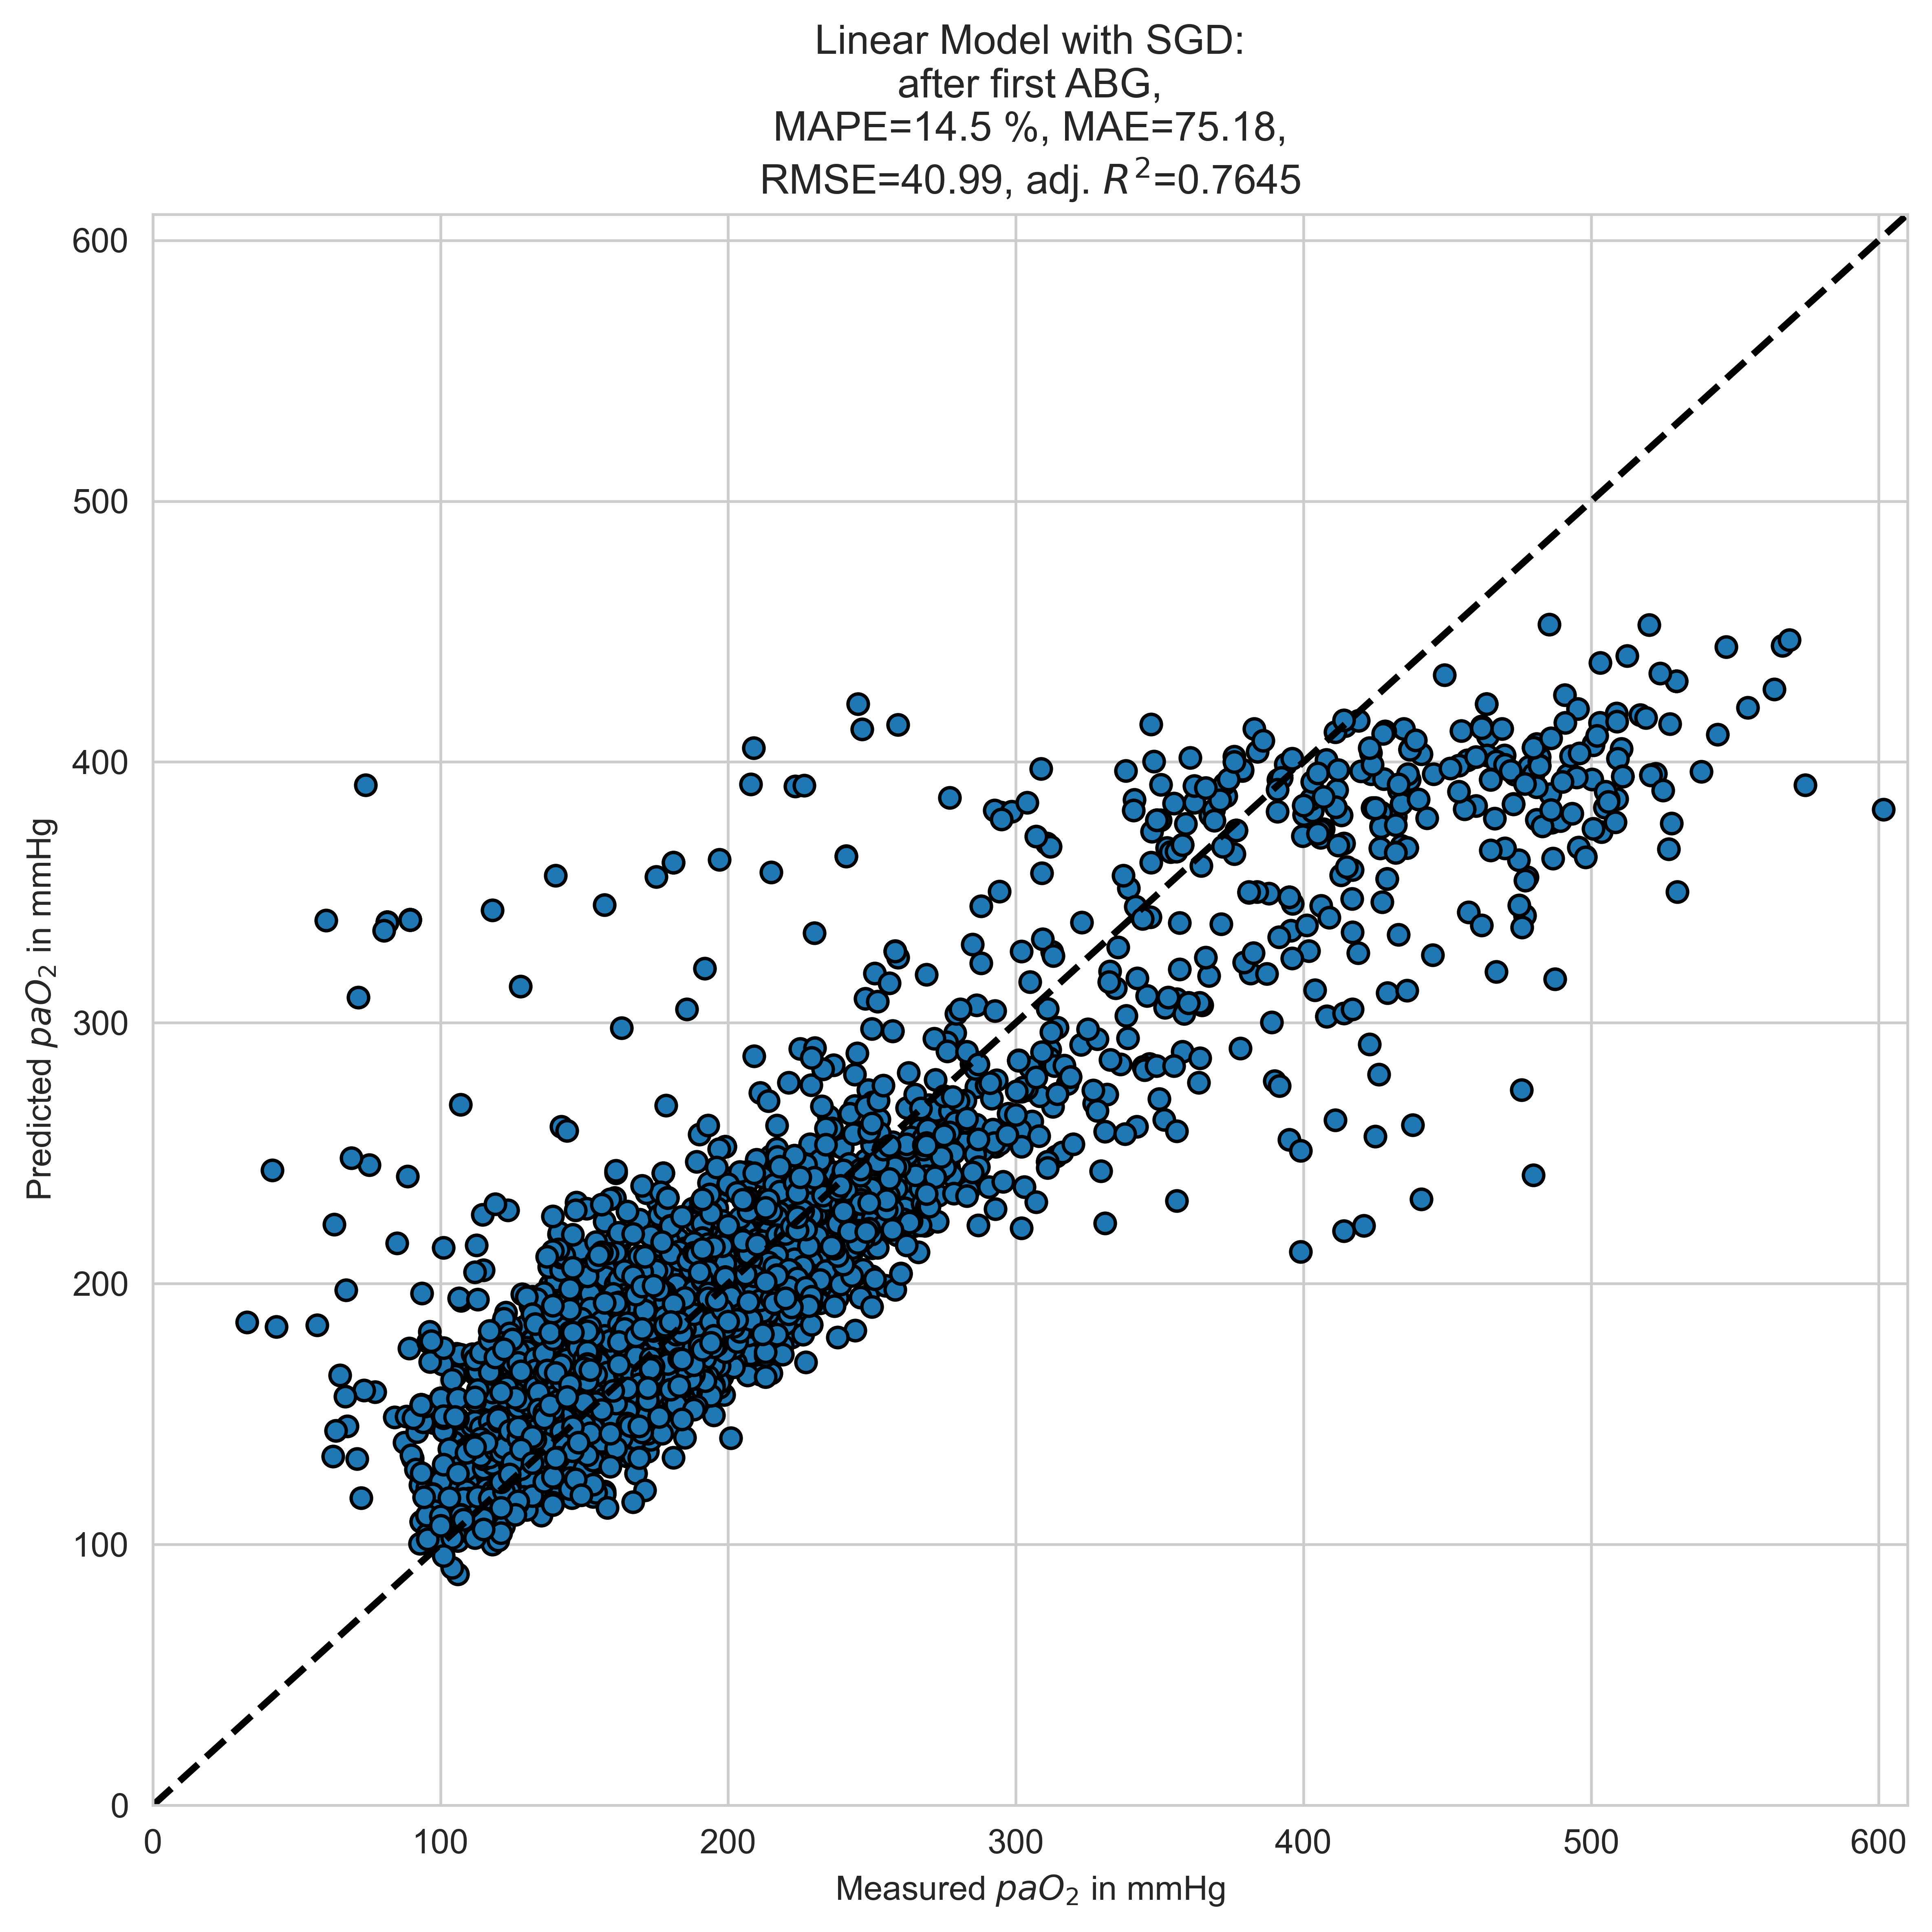 Linear Model with SGD:
after first ABG,
MAPE=14.5 %, MAE=75.18,
RMSE=40.99, adj. R²=0.7645
600
500
400
300
200
100
0
Predicted paO₂ in mmHg
0 100 200 300 400 500 600
Measured paO₂ in mmHg